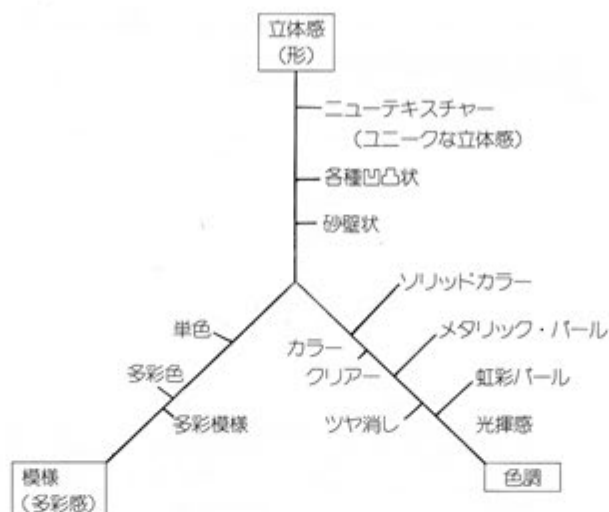 立体感
(形)
ニューテキスチャー
(ユニークな立体感)
各種凹凸状
砂壁状
ソリッドカラー
単色
カラー
クリアー
メタリック・パール
多彩色
虹彩パール
多彩模様
ツヤ消し
光揮感
模様
(多彩感)
色調